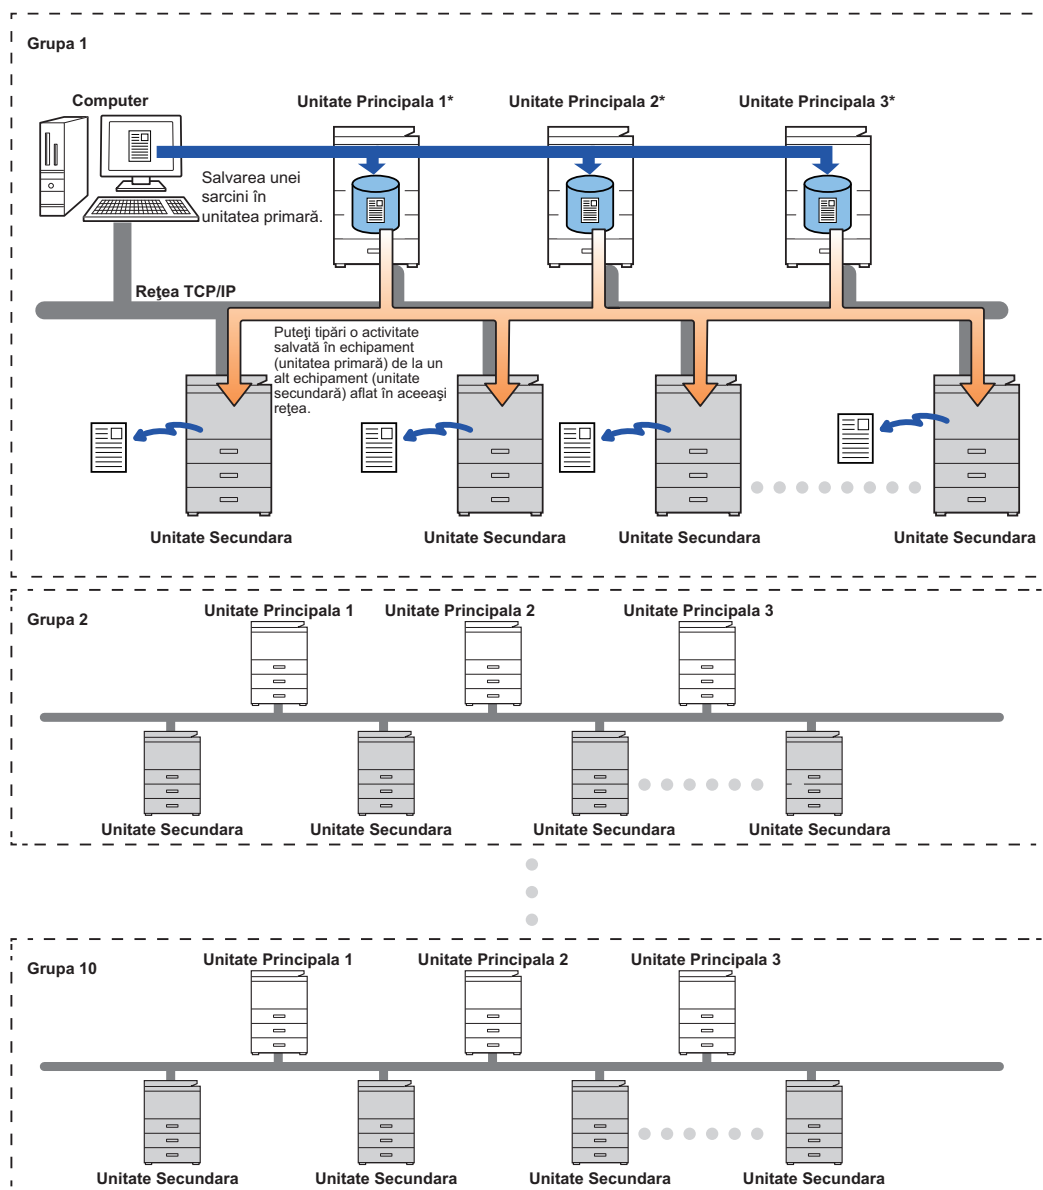 Grupa 1
Computer
Unitate Principala 1*
Unitate Principala 2*
Unitate Principala 3*
Salvarea unei
sarcini în
unitatea primară.
Reţea TCP/IP
Puteţi tipări o activitate
salvată în echipament
(unitatea primară) de la un
alt echipament (unitate
secundară) aflat în aceeaşi
reţea.
Unitate Secundara
Unitate Secundara
Unitate Secundara
Unitate Secundara
Grupa 2
Unitate Principala 1
Unitate Principala 2
Unitate Principala 3
Unitate Secundara
Unitate Secundara
Unitate Secundara
Unitate Secundara
Grupa 10
Unitate Principala 1
Unitate Principala 2
Unitate Principala 3
Unitate Secundara
Unitate Secundara
Unitate Secundara
Unitate Secundara